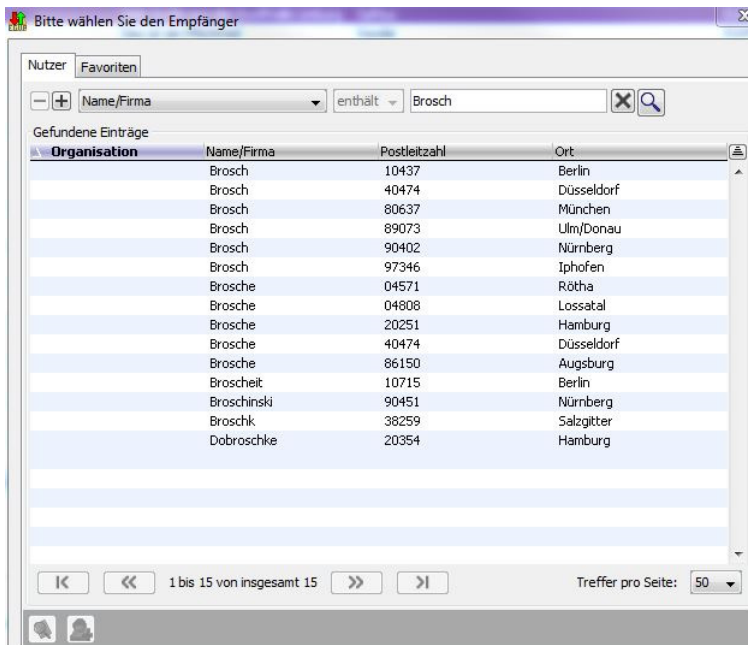 Bitte wählen Sie den Empfänger
Nutzer Favoriten
Name/Firma enthält Brosch
Gefundene Einträge
Organisation Name/Firma Postleitzahl Ort
Brosch 10437 Berlin
Brosch 40474 Düsseldorf
Brosch 80637 München
Brosch 89073 Ulm/Donau
Brosch 90402 Nürnberg
Brosch 97346 Iphofen
Brosche 04571 Rötha
Brosche 04808 Lossatal
Brosche 20251 Hamburg
Brosche 40474 Düsseldorf
Brosche 86150 Augsburg
Broscheit 10715 Berlin
Broschinski 90451 Nürnberg
Broschk 38259 Salzgitter
Dobroschke 20354 Hamburg
1 bis 15 von insgesamt 15 Treffer pro Seite: 50